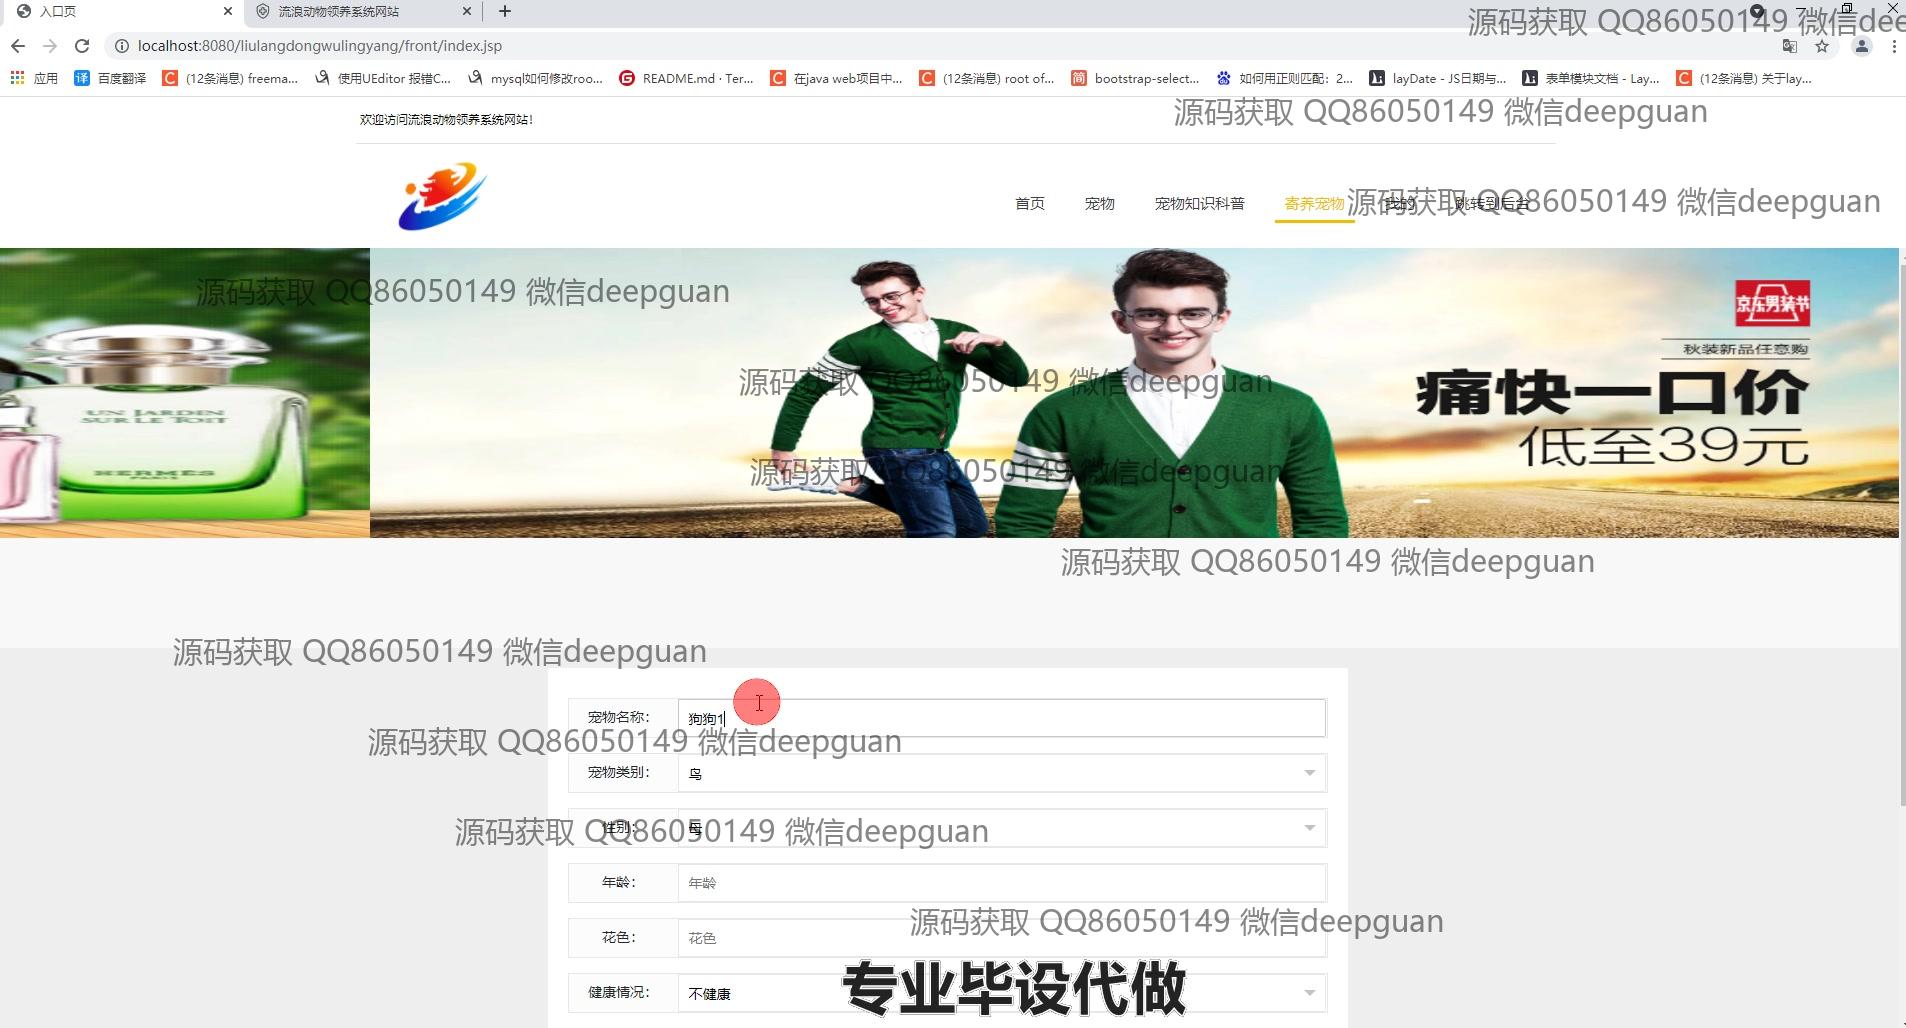 入口页
流浪动物领养系统网站
源码获取 QQ86050149 微信dee
localhost:8080/liulangdongwulingyang/front/index.jsp
应用
百度翻译
(12条消息) freema...
使用UEditor 报错C...
mysql如何修改roo...
README.md · Ter...
在java web项目中...
(12条消息) root of...
bootstrap-select...
如何用正则匹配：2...
layDate - JS日期与...
表单模块文档 - Lay...
(12条消息) 关于lay...
欢迎访问流浪动物领养系统网站！
源码获取 QQ86050149 微信deepguan
首页
宠物
宠物知识科普
寄养宠物
我的
跳转到后台
源码获取 QQ86050149 微信deepguan
源码获取 QQ86050149 微信deepguan
京东男装节
秋装新品任意购
痛快一口价
低至39元
源码获取 QQ86050149 微信deepguan
UN JARDIN
SUR LE TOIT
HERMÈS
PARIS
源码获取 QQ86050149 微信deepguan
源码获取 QQ86050149 微信deepguan
源码获取 QQ86050149 微信deepguan
宠物名称：
狗狗1
源码获取 QQ86050149 微信deepguan
宠物类别：
鸟
性别：
母
源码获取 QQ86050149 微信deepguan
年龄：
年龄
源码获取 QQ86050149 微信deepguan
花色：
花色
健康情况：
不健康
专业毕设代做